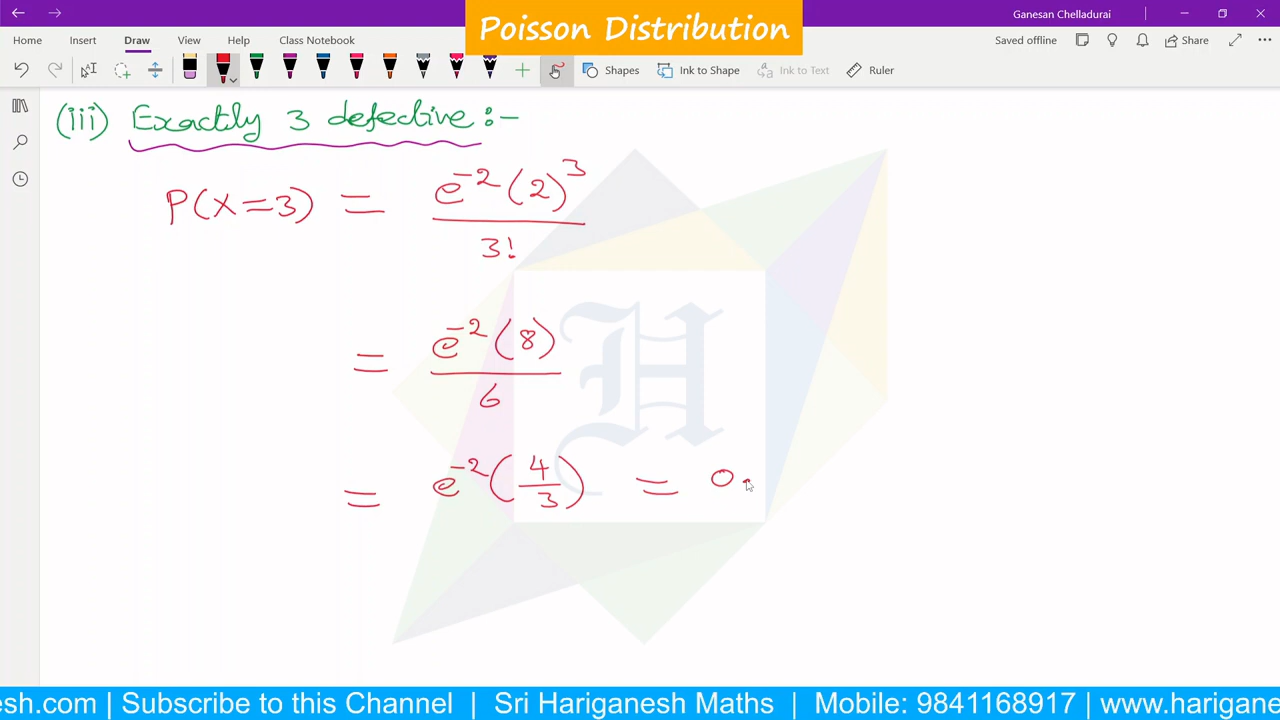 Poisson Distribution
Ganesan Chelladurai
Home Insert Draw View Help Class Notebook
Saved offline Share
Shapes Ink to Shape Ink to Text Ruler
(iii) Exactly 3 defective :-
P(X=3) = e^-2 (2)^3 / 3!
= e^-2 (8) / 6
= e^-2 (4/3) = 0.
H
esh.com | Subscribe to this Channel | Sri Hariganesh Maths | Mobile: 9841168917 | www.harigane